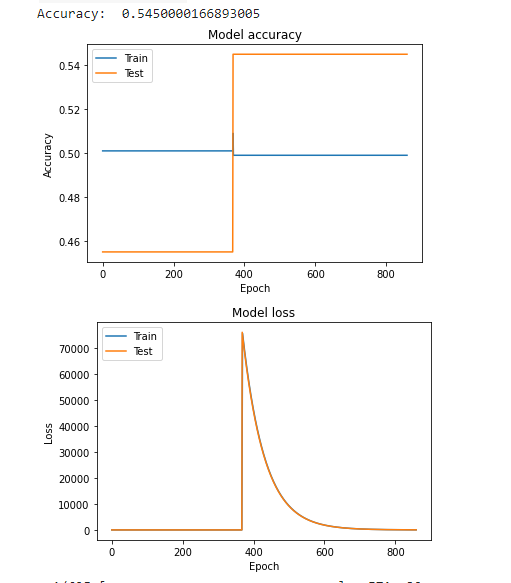 Accuracy: 0.5450000166893005
Model accuracy
Train
Test
0.54
0.52
0.50
0.48
0.46
Accuracy
0 200 400 600 800
Epoch
Model loss
Train
Test
70000
60000
50000
40000
30000
20000
10000
0
Loss
0 200 400 600 800
Epoch